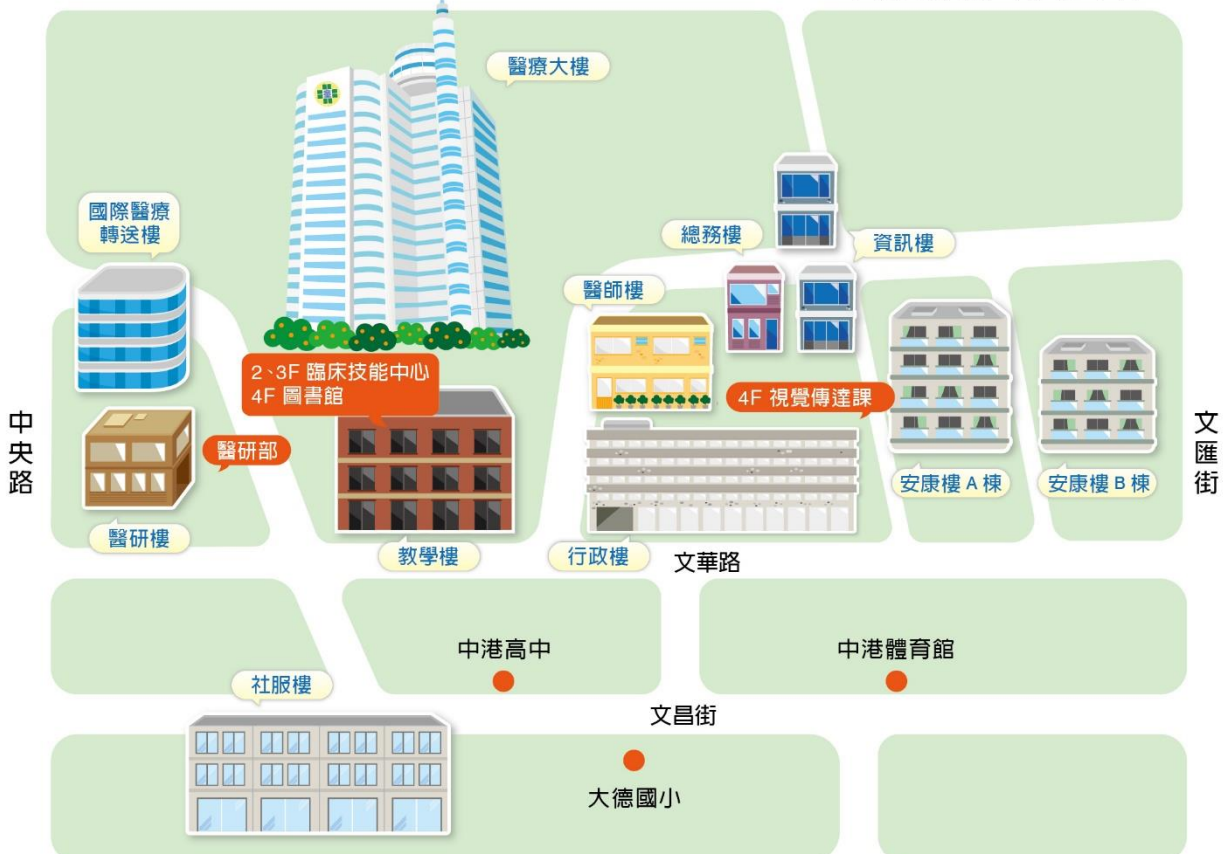 醫療大樓
國際醫療
轉送樓
總務樓
資訊樓
醫師樓
2、3F 臨床技能中心
4F 圖書館
4F 視覺傳達課
中央路
文匯街
醫研部
安康樓 A 棟
安康樓 B 棟
醫研樓
教學樓
行政樓
文華路
中港高中
中港體育館
社服樓
文昌街
大德國小